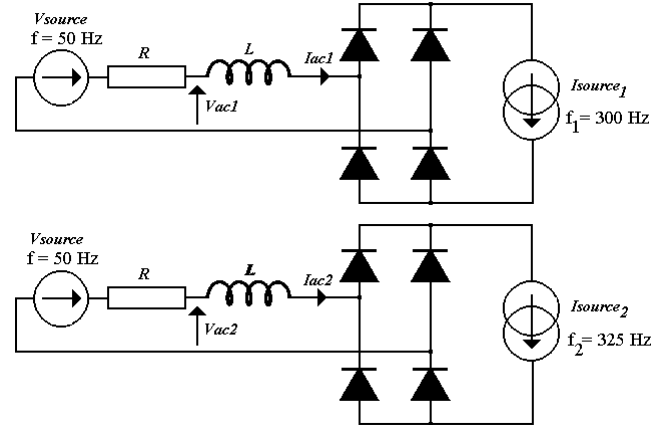 Vsource
f = 50 Hz
R
L
Iac1
Vac1
Isource1
f1= 300 Hz
Vsource
f = 50 Hz
R
L
Iac2
Vac2
Isource2
f2= 325 Hz